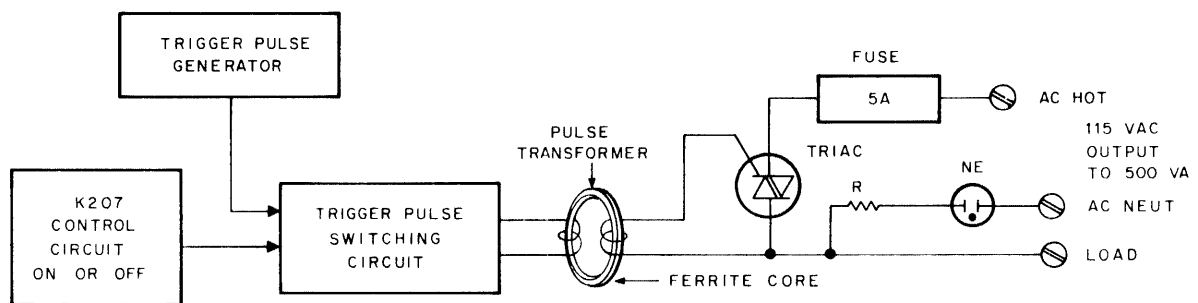 TRIGGER PULSE
GENERATOR
K207
CONTROL
CIRCUIT
ON OR OFF
TRIGGER PULSE
SWITCHING
CIRCUIT
PULSE
TRANSFORMER
FERRITE CORE
TRIAC
FUSE
5A
AC HOT
115 VAC
OUTPUT
TO 500 VA
R
NE
AC NEUT
LOAD